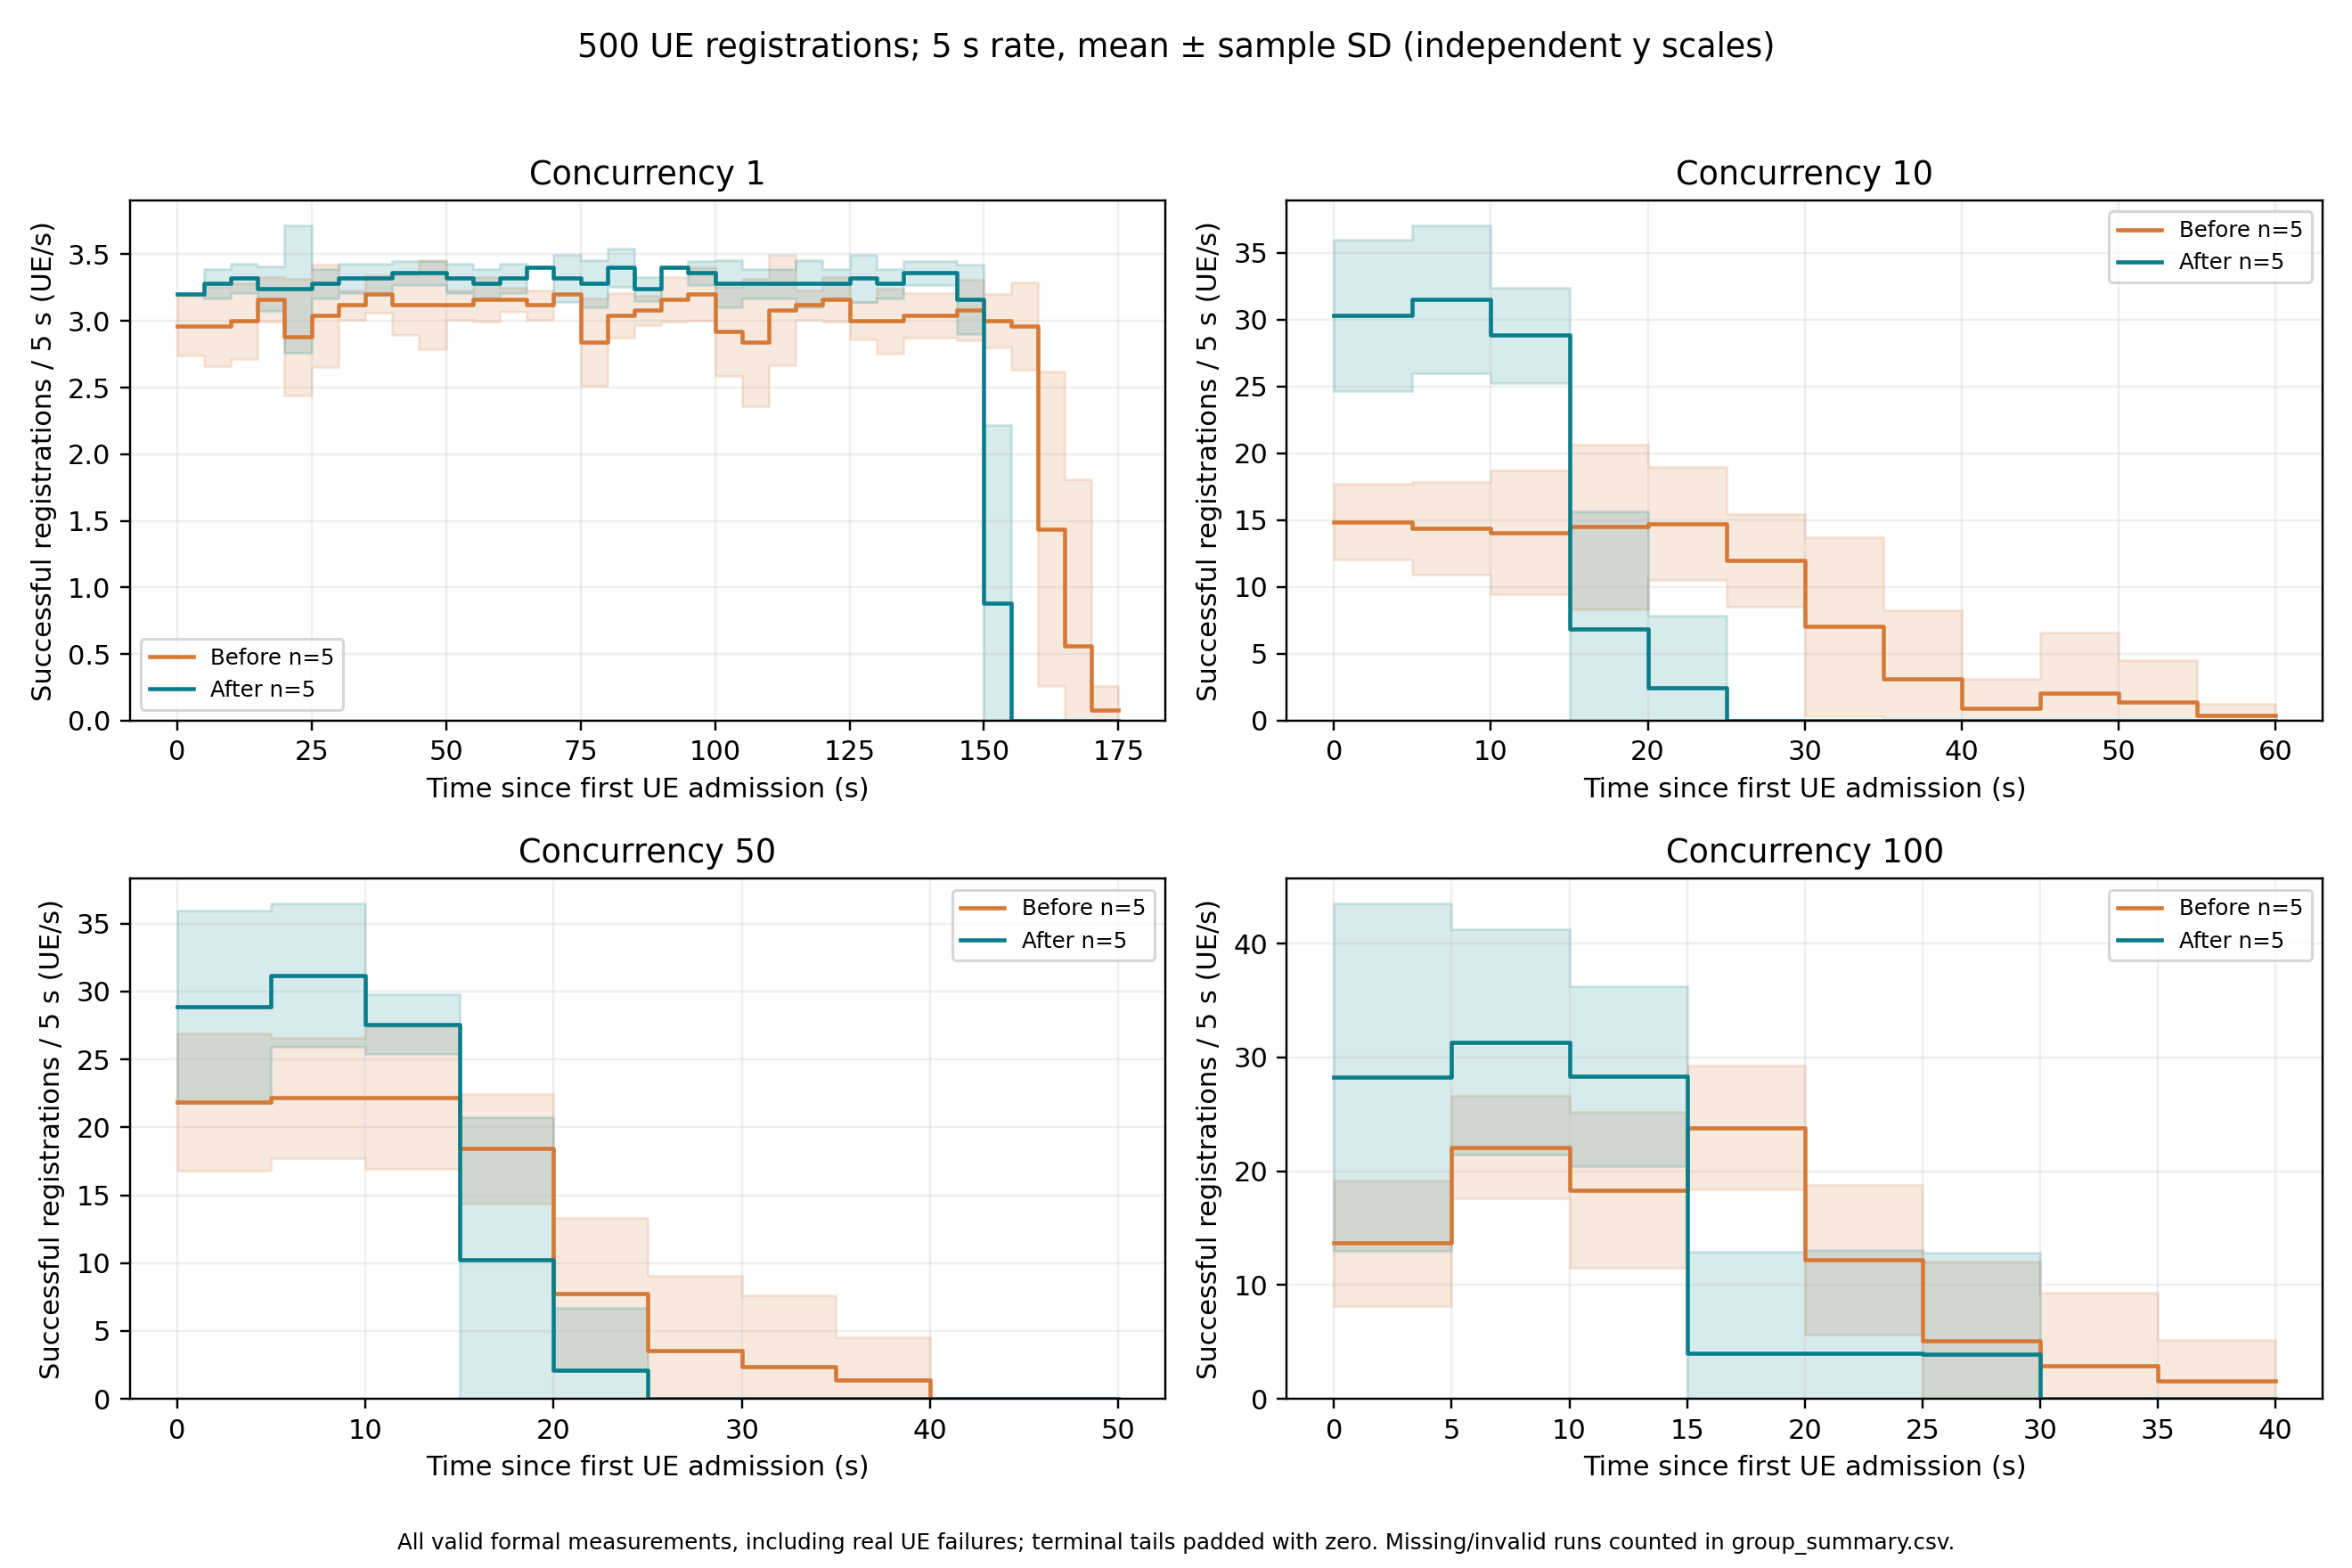 500 UE registrations; 5 s rate, mean ± sample SD (independent y scales)
Concurrency 1
Successful registrations / 5 s (UE/s)
3.5
3.0
2.5
2.0
1.5
1.0
0.5
0.0
Before n=5
After n=5
0 25 50 75 100 125 150 175
Time since first UE admission (s)
Concurrency 10
Successful registrations / 5 s (UE/s)
35
30
25
20
15
10
5
0
Before n=5
After n=5
0 10 20 30 40 50 60
Time since first UE admission (s)
Concurrency 50
Successful registrations / 5 s (UE/s)
35
30
25
20
15
10
5
0
Before n=5
After n=5
0 10 20 30 40 50
Time since first UE admission (s)
Concurrency 100
Successful registrations / 5 s (UE/s)
40
30
20
10
0
Before n=5
After n=5
0 5 10 15 20 25 30 35 40
Time since first UE admission (s)
All valid formal measurements, including real UE failures; terminal tails padded with zero. Missing/invalid runs counted in group_summary.csv.